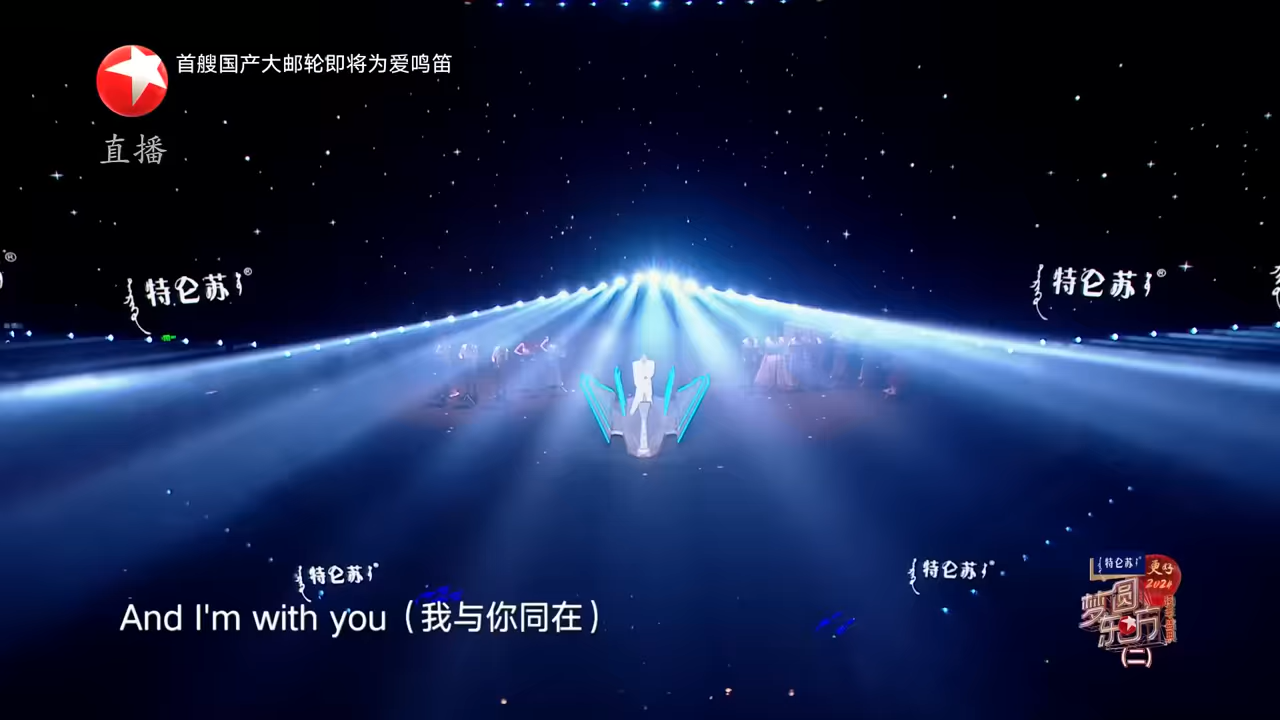 首艘国产大邮轮即将为爱鸣笛
直播
®
特仑苏®
特仑苏®
特仑苏®
特仑苏®
And I'm with you（我与你同在）
特仑苏
更好
2024
梦圆
东方
(二)